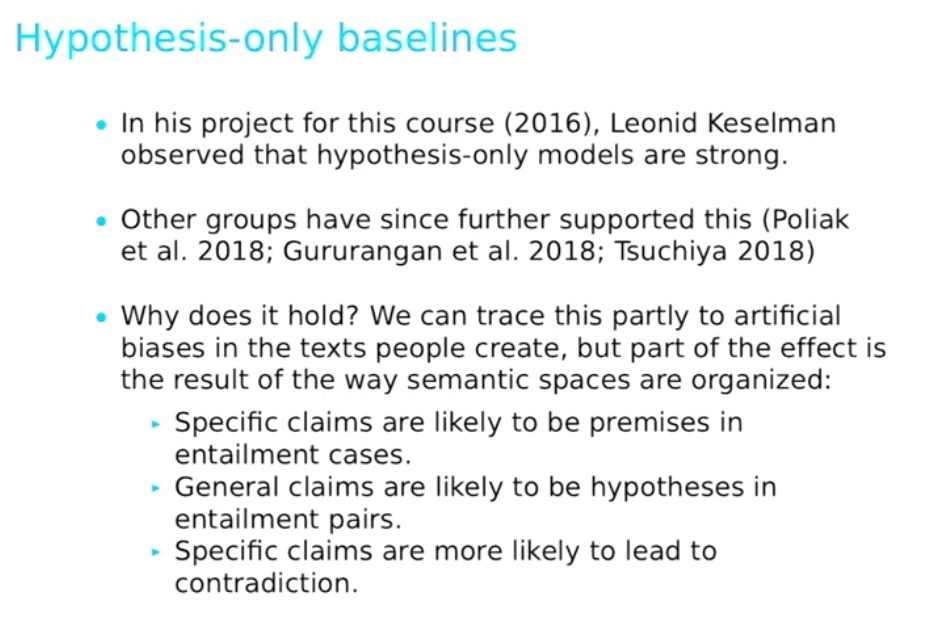 Hypothesis-only baselines
• In his project for this course (2016), Leonid Keselman
observed that hypothesis-only models are strong.
• Other groups have since further supported this (Poliak
et al. 2018; Gururangan et al. 2018; Tsuchiya 2018)
• Why does it hold? We can trace this partly to artificial
biases in the texts people create, but part of the effect is
the result of the way semantic spaces are organized:
▸ Specific claims are likely to be premises in
entailment cases.
▸ General claims are likely to be hypotheses in
entailment pairs.
▸ Specific claims are more likely to lead to
contradiction.